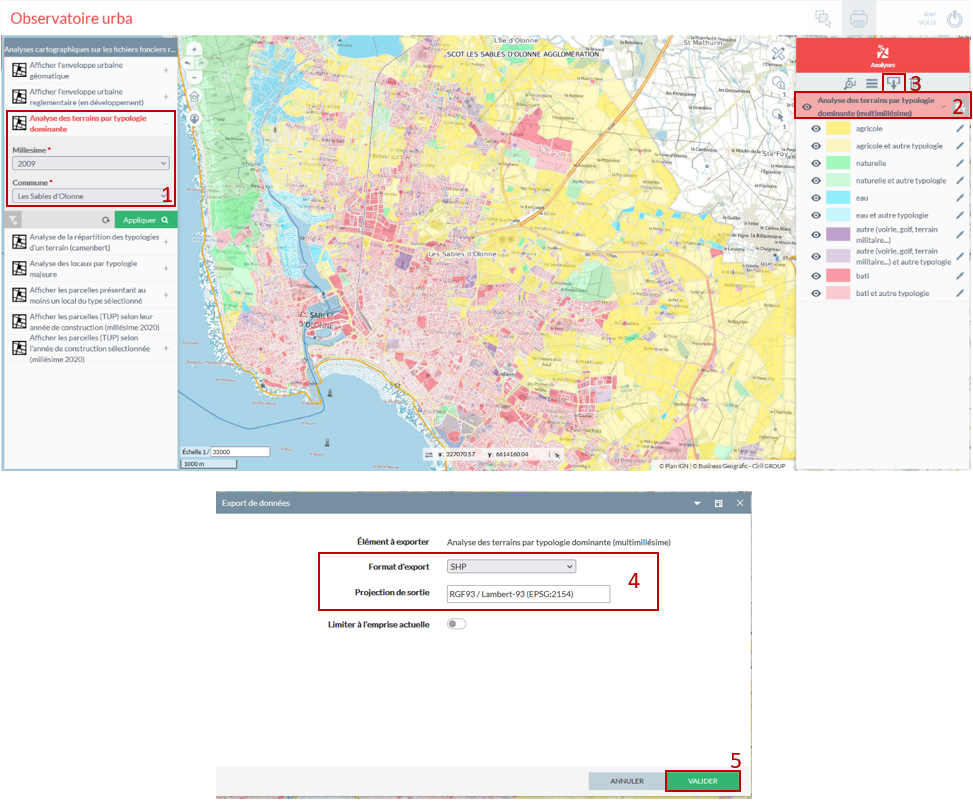 Observatoire urba
Axel
YOUX
Analyses cartographiques sur les fichiers fonciers r...
Afficher l'enveloppe urbaine
géomatique
Afficher l'enveloppe urbaine
reglementaire (en développement)
Analyse des terrains par typologie
dominante
Millesime *
2009
Commune *
Les Sables d'Olonne
1
Appliquer
Analyse de la répartition des typologies
d'un terrain (camembert)
Analyse des locaux par typologie
majeure
Afficher les parcelles présentant au
moins un local du type sélectionné
Afficher les parcelles (TUP) selon leur
année de construction (millésime 2020)
Afficher les parcelles (TUP) selon
l'année de construction sélectionnée
(millésime 2020)
L'Île d'Olonne
SCOT LES SABLES D'OLONNE AGGLOMÉRATION
St Mathurin
Ste-Foy
Les Sables-d'Olonne
LES SABLES
-D'OLONNE
Échelle 1 / 33000
1000 m
x: 327070.57 y: 6614160.04
© Plan IGN | © Business Geografic - Ciril GROUP
Analyses
3
Analyse des terrains par typologie
dominante (multimillésime)
2
agricole
agricole et autre typologie
naturelle
naturelle et autre typologie
eau
eau et autre typologie
autre (voirie, golf, terrain
militaire...)
autre (voirie, golf, terrain
militaire...) et autre typologie
bati
bati et autre typologie
Export de données
Élément à exporter Analyse des terrains par typologie dominante (multimillésime)
Format d'export SHP
4
Projection de sortie RGF93 / Lambert-93 (EPSG:2154)
Limiter à l'emprise actuelle
5
ANNULER VALIDER